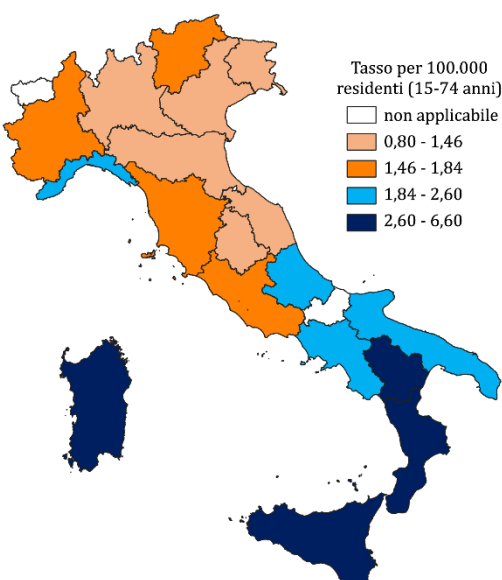 Tasso per 100.000
residenti (15-74 anni)
non applicabile
0,80 - 1,46
1,46 - 1,84
1,84 - 2,60
2,60 - 6,60